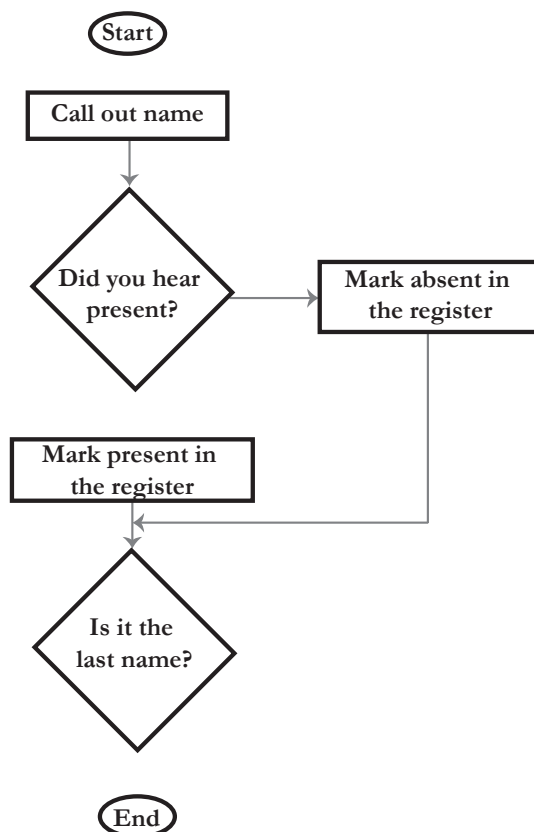 Start
Call out name
Did you hear
present?
Mark absent in
the register
Mark present in
the register
Is it the
last name?
End